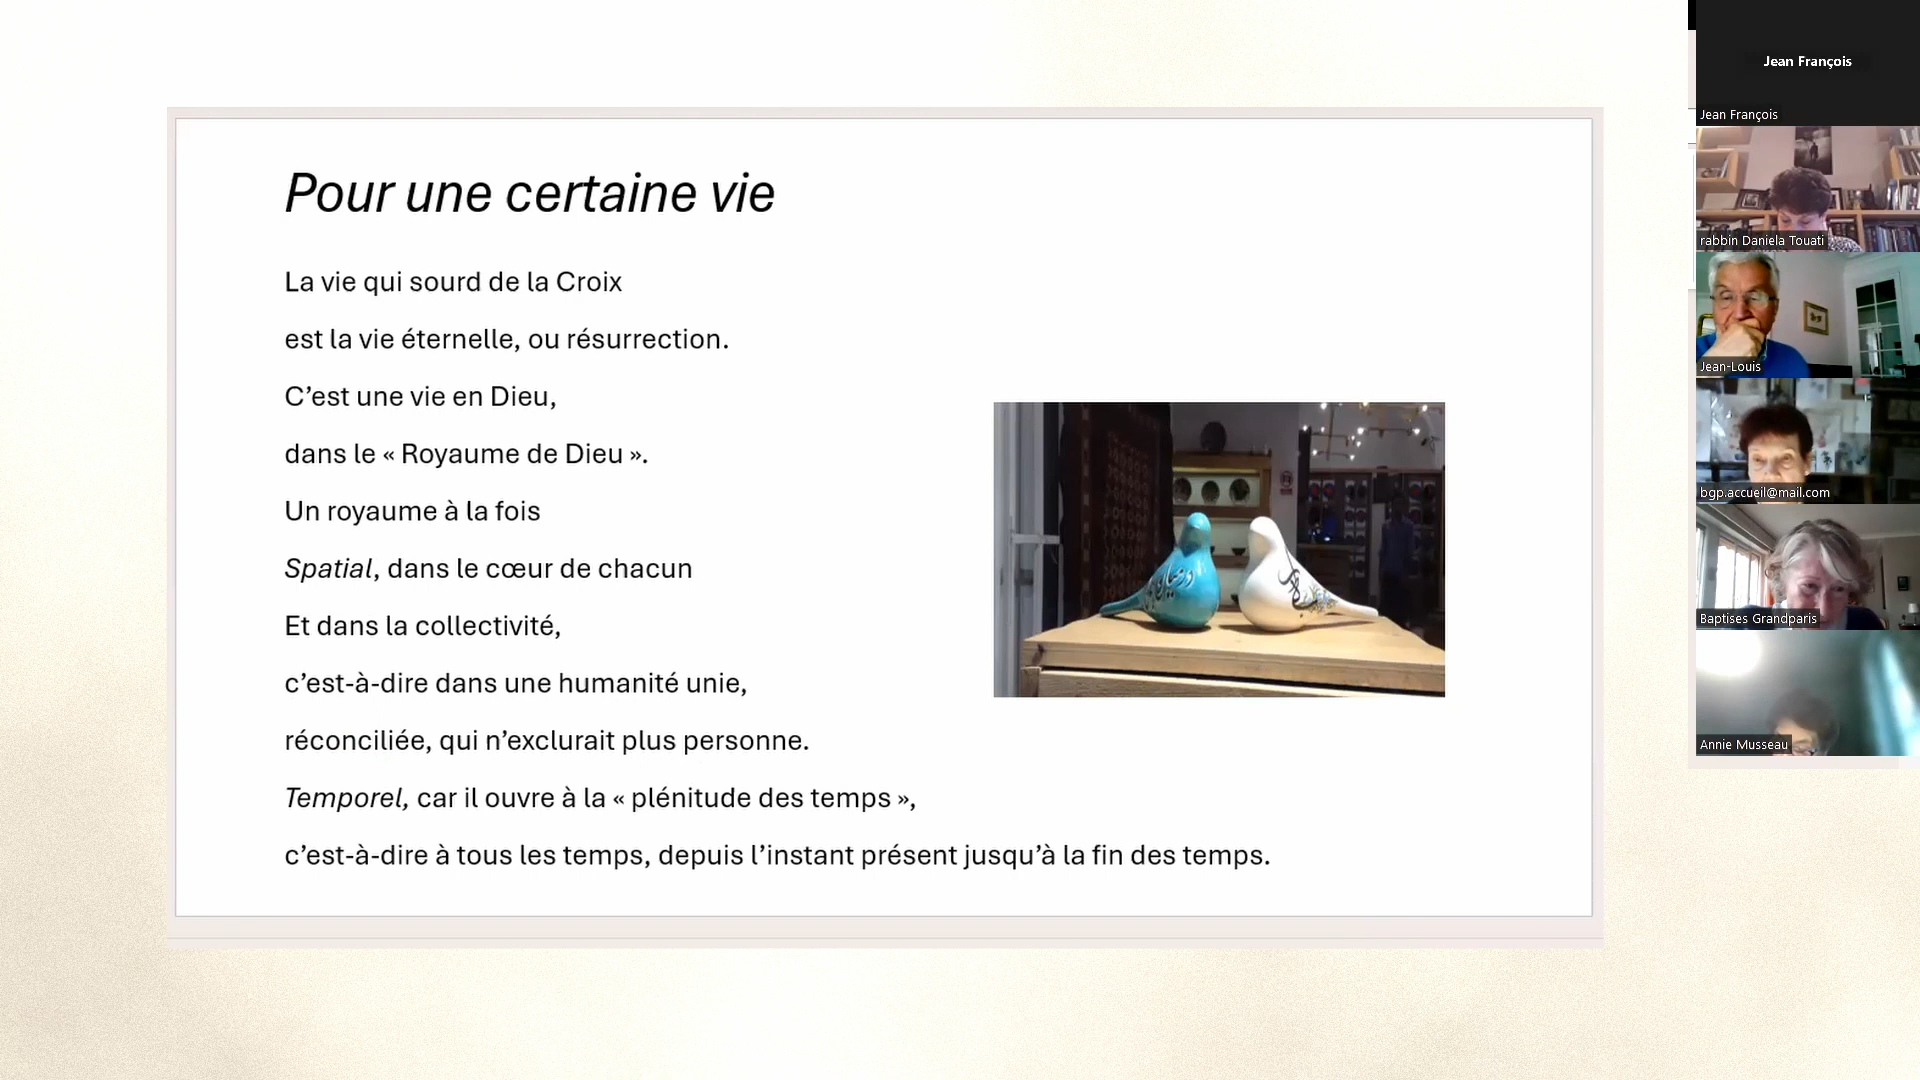 Pour une certaine vie
La vie qui sourd de la Croix
est la vie éternelle, ou résurrection.
C’est une vie en Dieu,
dans le « Royaume de Dieu ».
Un royaume à la fois
Spatial, dans le cœur de chacun
Et dans la collectivité,
c’est-à-dire dans une humanité unie,
réconciliée, qui n’exclurait plus personne.
Temporel, car il ouvre à la « plénitude des temps »,
c’est-à-dire à tous les temps, depuis l’instant présent jusqu’à la fin des temps.
Jean François
Jean François
rabbin Daniela Touati
Jean-Louis
bgp.accueil@mail.com
Baptises Grandparis
Annie Musseau